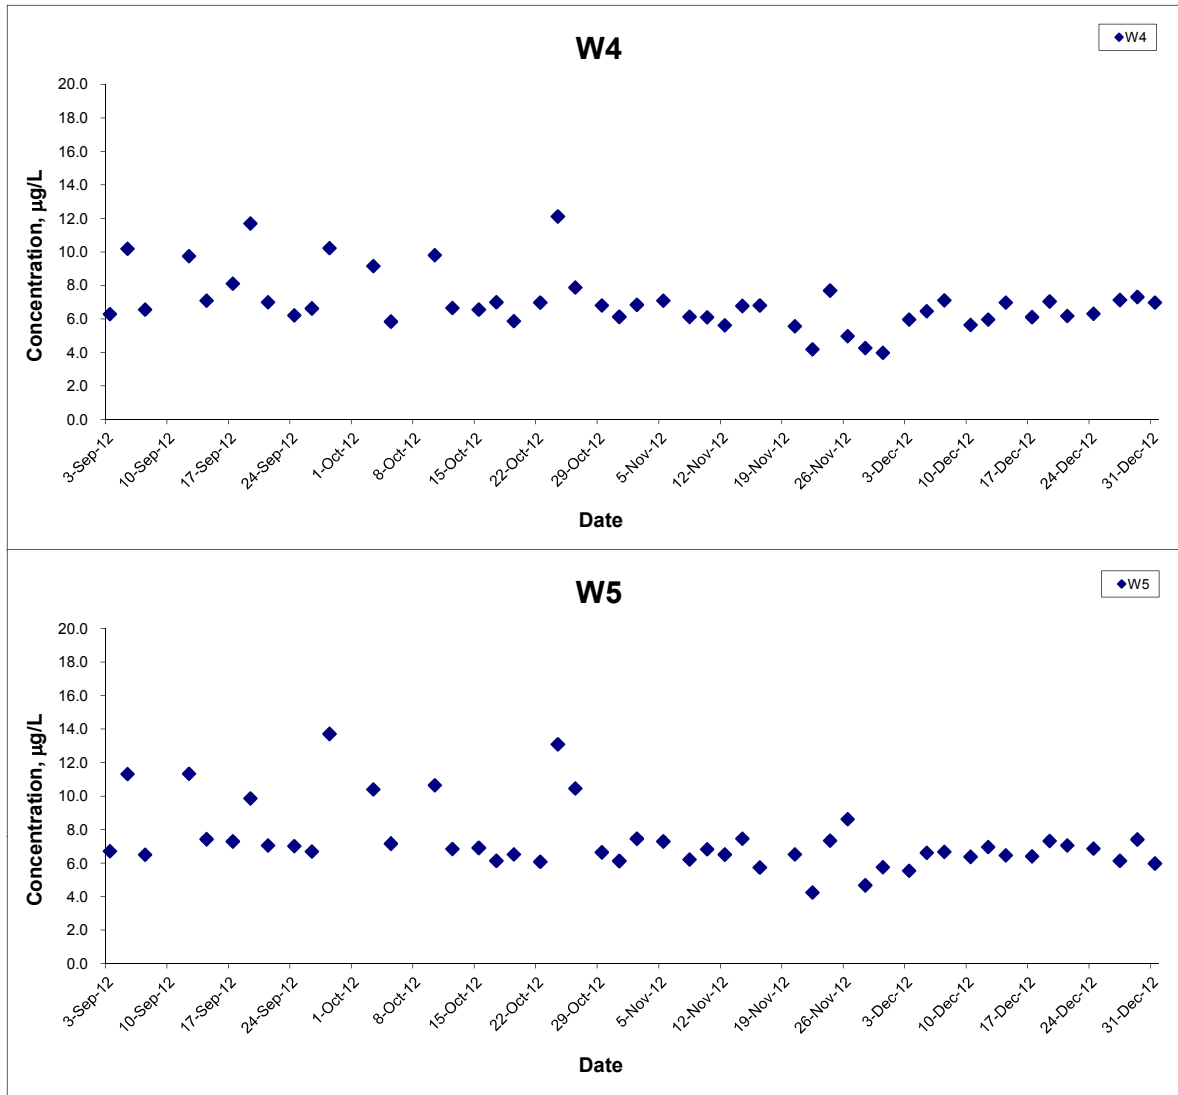 W4
W4
20.0
18.0
16.0
14.0
12.0
10.0
8.0
6.0
4.0
2.0
0.0
Concentration, µg/L
3-Sep-12
10-Sep-12
17-Sep-12
24-Sep-12
1-Oct-12
8-Oct-12
15-Oct-12
22-Oct-12
29-Oct-12
5-Nov-12
12-Nov-12
19-Nov-12
26-Nov-12
3-Dec-12
10-Dec-12
17-Dec-12
24-Dec-12
31-Dec-12
Date
W5
W5
20.0
18.0
16.0
14.0
12.0
10.0
8.0
6.0
4.0
2.0
0.0
Concentration, µg/L
3-Sep-12
10-Sep-12
17-Sep-12
24-Sep-12
1-Oct-12
8-Oct-12
15-Oct-12
22-Oct-12
29-Oct-12
5-Nov-12
12-Nov-12
19-Nov-12
26-Nov-12
3-Dec-12
10-Dec-12
17-Dec-12
24-Dec-12
31-Dec-12
Date